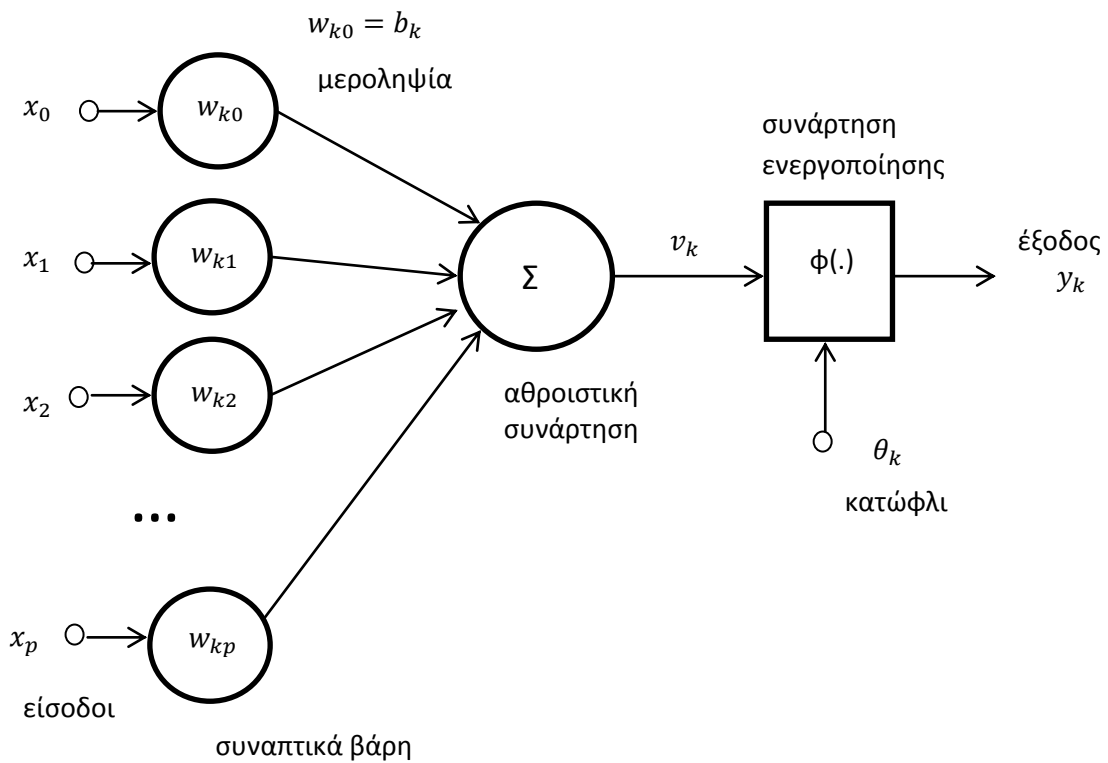 w_{k0} = b_k
μεροληψία
x_0
w_{k0}
συνάρτηση
ενεργοποίησης
x_1
w_{k1}
Σ
v_k
ϕ(.)
έξοδος
y_k
x_2
w_{k2}
αθροιστική
συνάρτηση
θ_k
κατώφλι
...
x_p
w_{kp}
είσοδοι
συναπτικά βάρη